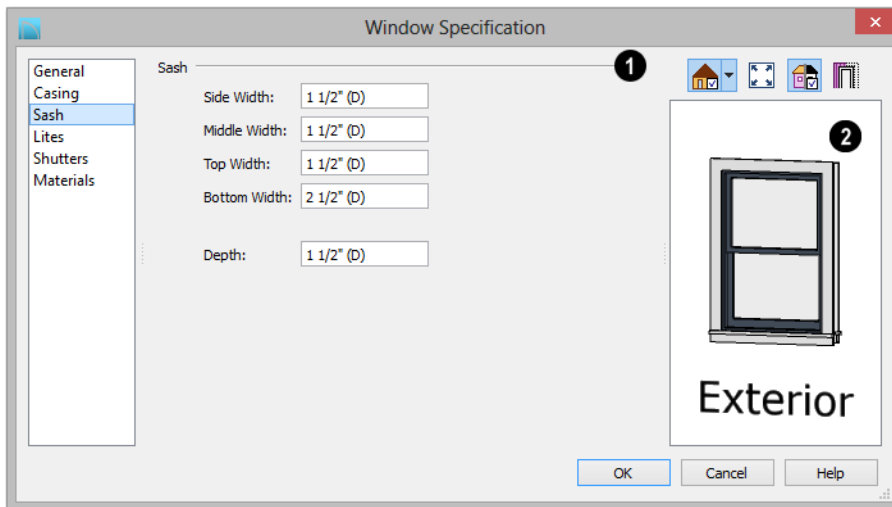 Window Specification
General
Casing
Sash
Lites
Shutters
Materials
Sash
1
Side Width: 1 1/2" (D)
Middle Width: 1 1/2" (D)
Top Width: 1 1/2" (D)
Bottom Width: 2 1/2" (D)
Depth: 1 1/2" (D)
2
Exterior
OK Cancel Help